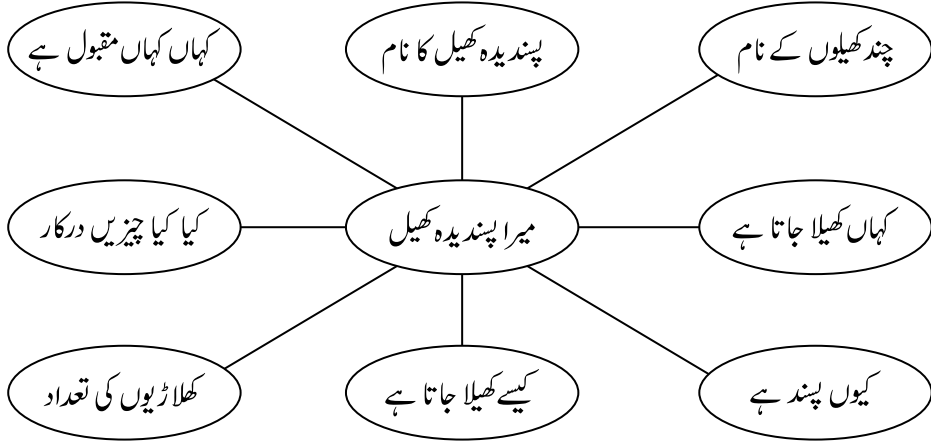 چند کھیلوں کے نام
پسندیدہ کھیل کا نام
کہاں کہاں مقبول ہے
کہاں کھیلا جاتا ہے
میرا پسندیدہ کھیل
کیا کیا چیزیں درکار
کیوں پسند ہے
کیسے کھیلا جاتا ہے
کھلاڑیوں کی تعداد